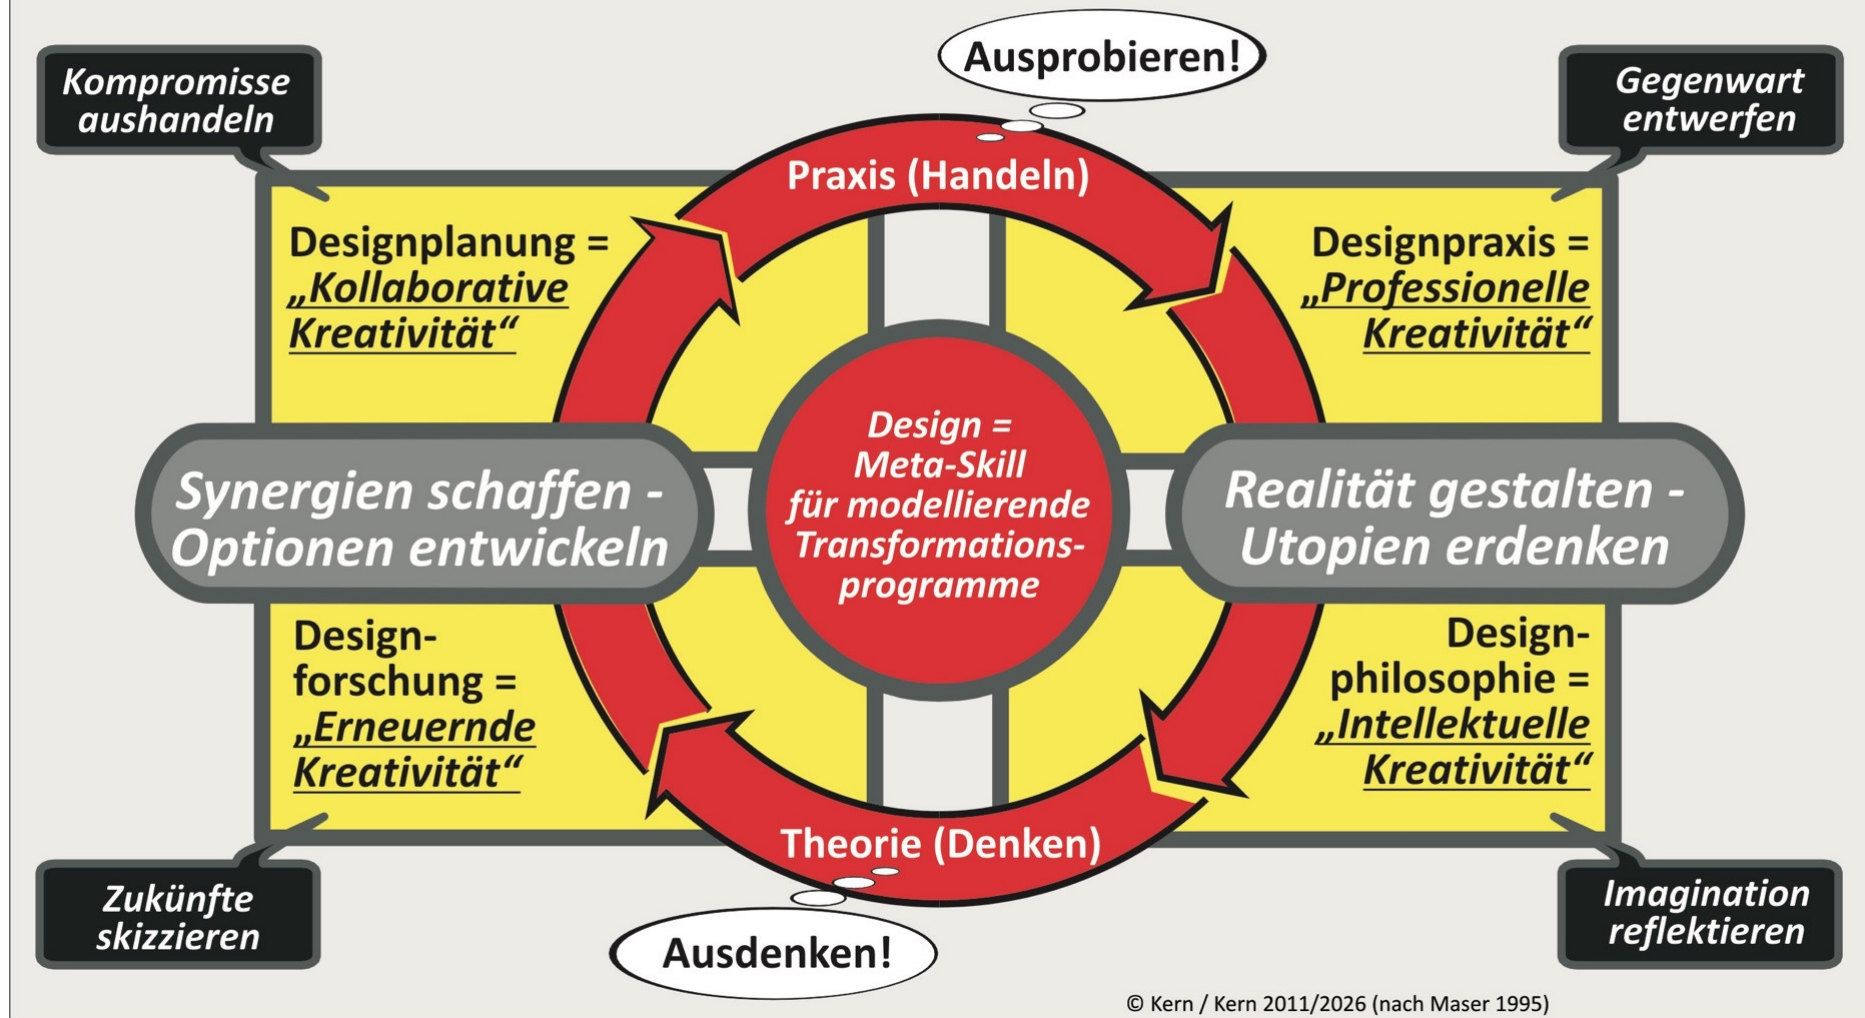 Ausprobieren!
Kompromisse
aushandeln
Gegenwart
entwerfen
Praxis (Handeln)
Designplanung =
„Kollaborative
Kreativität“
Designpraxis =
„Professionelle
Kreativität“
Synergien schaffen -
Optionen entwickeln
Design =
Meta-Skill
für modellierende
Transformations-
programme
Realität gestalten -
Utopien erdenken
Design-
forschung =
„Erneuernde
Kreativität“
Design-
philosophie =
„Intellektuelle
Kreativität“
Theorie (Denken)
Zukünfte
skizzieren
Imagination
reflektieren
Ausdenken!
© Kern / Kern 2011/2026 (nach Maser 1995)